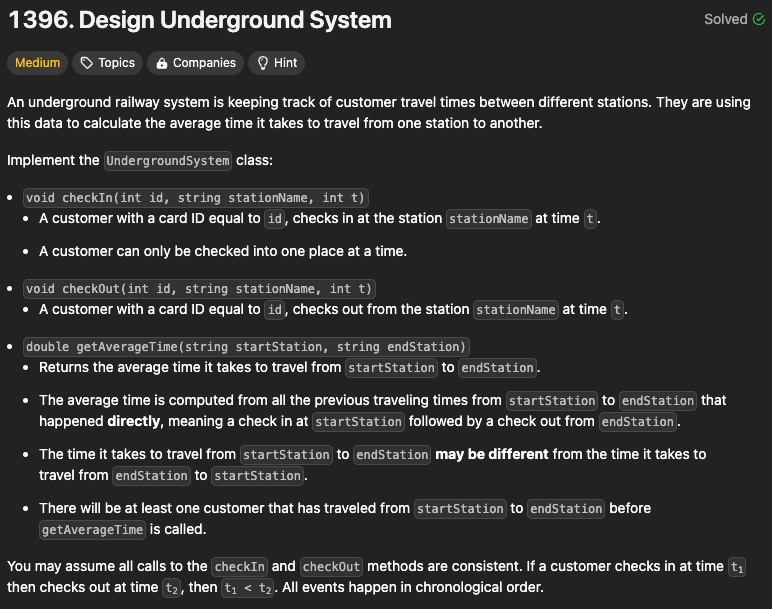 1396. Design Underground System
Solved
Medium
Topics
Companies
Hint
An underground railway system is keeping track of customer travel times between different stations. They are using
this data to calculate the average time it takes to travel from one station to another.
Implement the UndergroundSystem class:
• void checkIn(int id, string stationName, int t)
• A customer with a card ID equal to id, checks in at the station stationName at time t.
• A customer can only be checked into one place at a time.
• void checkOut(int id, string stationName, int t)
• A customer with a card ID equal to id, checks out from the station stationName at time t.
• double getAverageTime(string startStation, string endStation)
• Returns the average time it takes to travel from startStation to endStation.
• The average time is computed from all the previous traveling times from startStation to endStation that
happened directly, meaning a check in at startStation followed by a check out from endStation.
• The time it takes to travel from startStation to endStation may be different from the time it takes to
travel from endStation to startStation.
• There will be at least one customer that has traveled from startStation to endStation before
getAverageTime is called.
You may assume all calls to the checkIn and checkOut methods are consistent. If a customer checks in at time t₁
then checks out at time t₂, then t₁ < t₂. All events happen in chronological order.